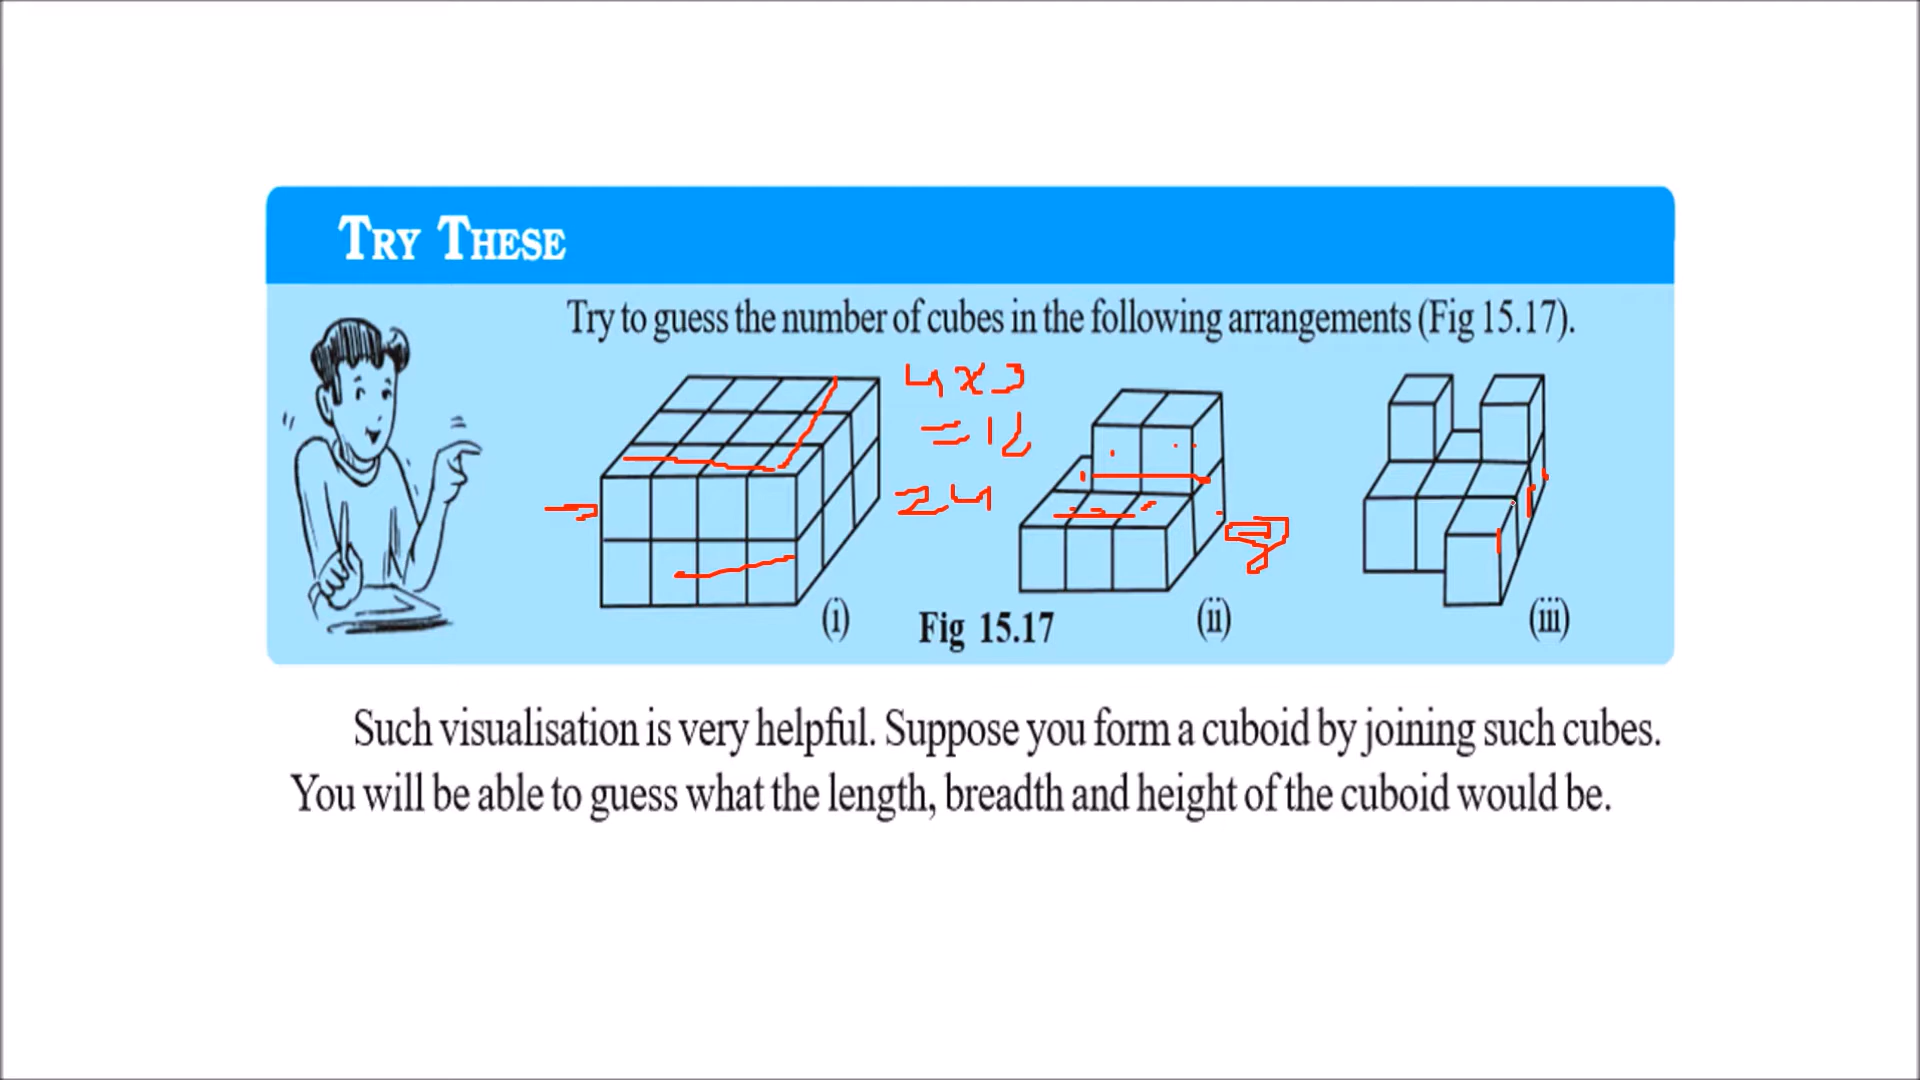 TRY THESE
Try to guess the number of cubes in the following arrangements (Fig 15.17).
4x3
=12
24
(i)
Fig 15.17
(ii)
(iii)
Such visualisation is very helpful. Suppose you form a cuboid by joining such cubes.
You will be able to guess what the length, breadth and height of the cuboid would be.